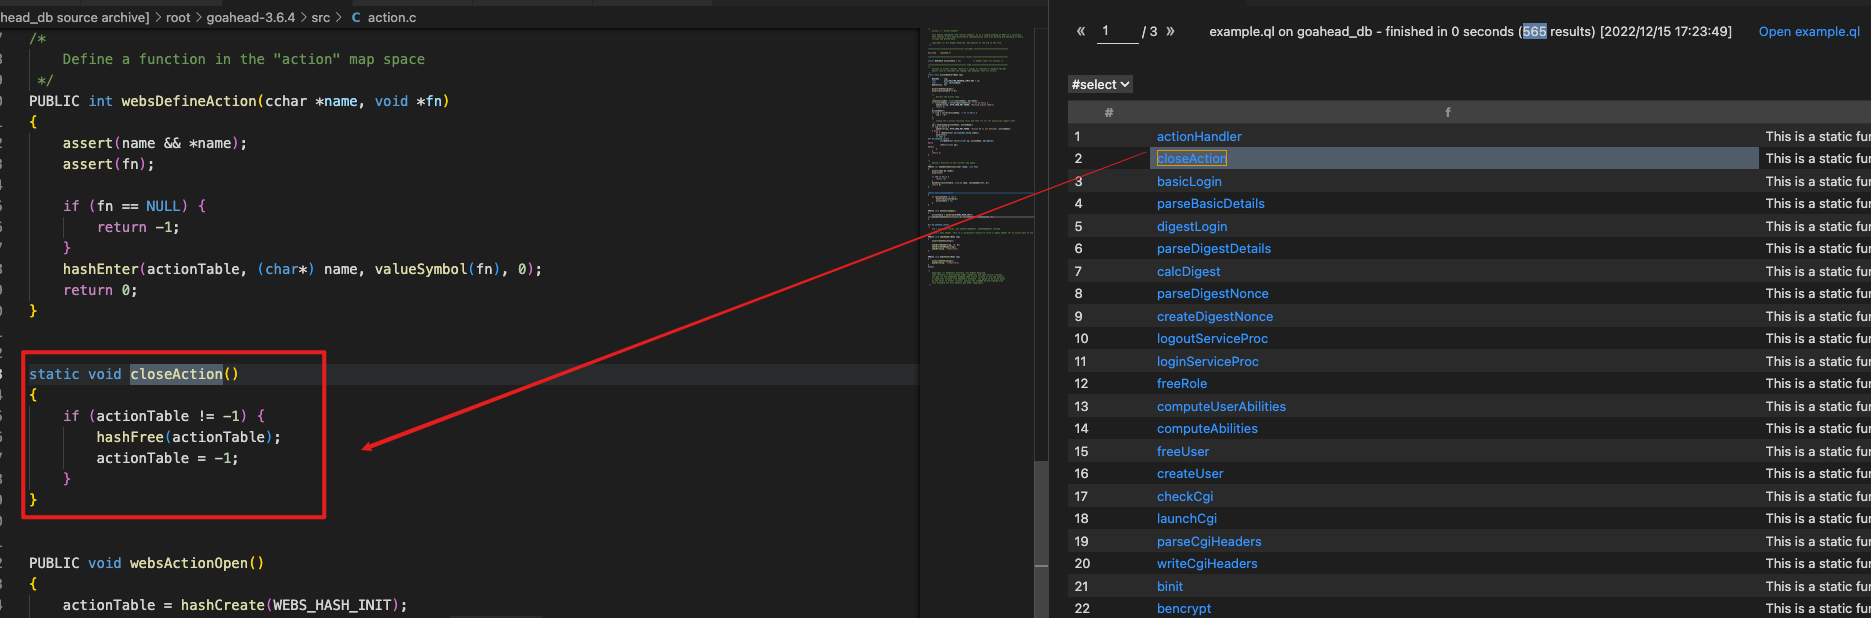 head_db source archive] > root > goahead-3.6.4 > src > C action.c
/*
Define a function in the "action" map space
*/
PUBLIC int websDefineAction(cchar *name, void *fn)
{
assert(name && *name);
assert(fn);
if (fn == NULL) {
return -1;
}
hashEnter(actionTable, (char*) name, valueSymbol(fn), 0);
return 0;
}
static void closeAction()
{
if (actionTable != -1) {
hashFree(actionTable);
actionTable = -1;
}
}
PUBLIC void websActionOpen()
{
actionTable = hashCreate(WEBS_HASH_INIT);
« 1 / 3 » example.ql on goahead_db - finished in 0 seconds (565 results) [2022/12/15 17:23:49] Open example.ql
#select
# f
1 actionHandler This is a static fu
2 closeAction This is a static fu
3 basicLogin This is a static fu
4 parseBasicDetails This is a static fu
5 digestLogin This is a static fu
6 parseDigestDetails This is a static fu
7 calcDigest This is a static fu
8 parseDigestNonce This is a static fu
9 createDigestNonce This is a static fu
10 logoutServiceProc This is a static fu
11 loginServiceProc This is a static fu
12 freeRole This is a static fu
13 computeUserAbilities This is a static fu
14 computeAbilities This is a static fu
15 freeUser This is a static fu
16 createUser This is a static fu
17 checkCgi This is a static fu
18 launchCgi This is a static fu
19 parseCgiHeaders This is a static fu
20 writeCgiHeaders This is a static fu
21 binit This is a static fu
22 bencrypt This is a static fu